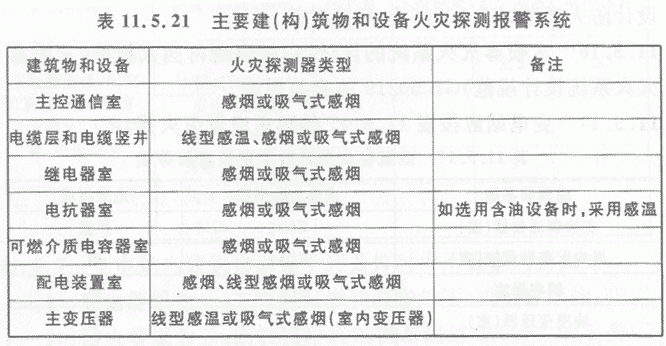 表 11.5.21 主要建(构)筑物和设备火灾探测报警系统
建筑物和设备 火灾探测器类型 备注
主控通信室 感烟或吸气式感烟
电缆层和电缆竖井 线型感温、感烟或吸气式感烟
继电器室 感烟或吸气式感烟
电抗器室 感烟或吸气式感烟 如选用含油设备时,采用感温
可燃介质电容器室 感烟或吸气式感烟
配电装置室 感烟、线型感烟或吸气式感烟
主变压器 线型感温或吸气式感烟(室内变压器)